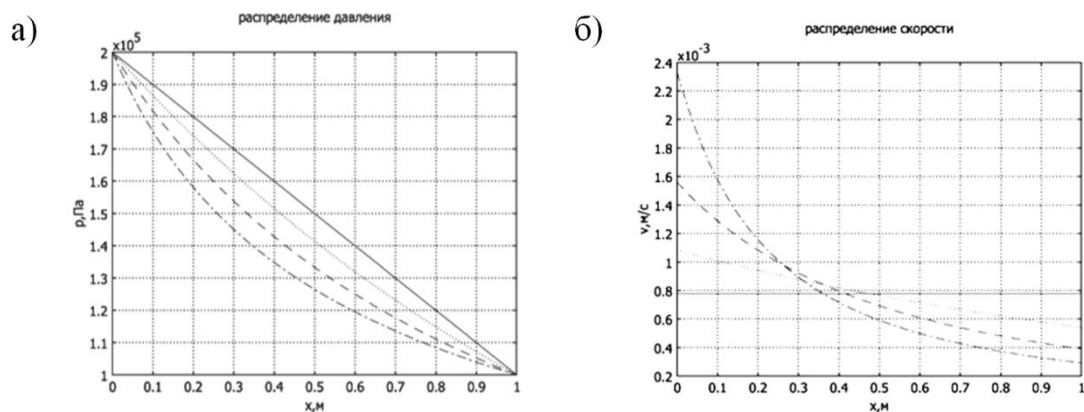 а)
распределение давления
×10⁵
2
1.9
1.8
1.7
1.6
1.5
1.4
1.3
1.2
1.1
1
p,Па
0 0.1 0.2 0.3 0.4 0.5 0.6 0.7 0.8 0.9 1
x,м
б)
распределение скорости
×10⁻³
2.4
2.2
2
1.8
1.6
1.4
1.2
1
0.8
0.6
0.4
0.2
v,м/с
0 0.1 0.2 0.3 0.4 0.5 0.6 0.7 0.8 0.9 1
x,м